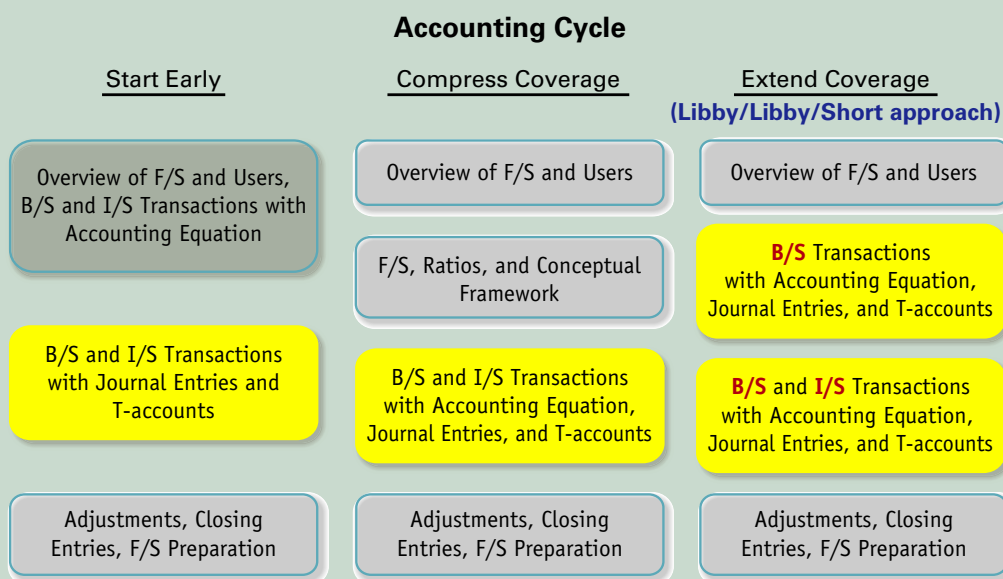 Accounting Cycle
Start Early
Overview of F/S and Users,
B/S and I/S Transactions with
Accounting Equation
B/S and I/S Transactions
with Journal Entries and
T-accounts
Adjustments, Closing
Entries, F/S Preparation
Compress Coverage
Overview of F/S and Users
F/S, Ratios, and Conceptual
Framework
B/S and I/S Transactions
with Accounting Equation,
Journal Entries, and T-accounts
Adjustments, Closing
Entries, F/S Preparation
Extend Coverage
(Libby/Libby/Short approach)
Overview of F/S and Users
B/S Transactions
with Accounting Equation,
Journal Entries, and T-accounts
B/S and I/S Transactions
with Accounting Equation,
Journal Entries, and T-accounts
Adjustments, Closing
Entries, F/S Preparation